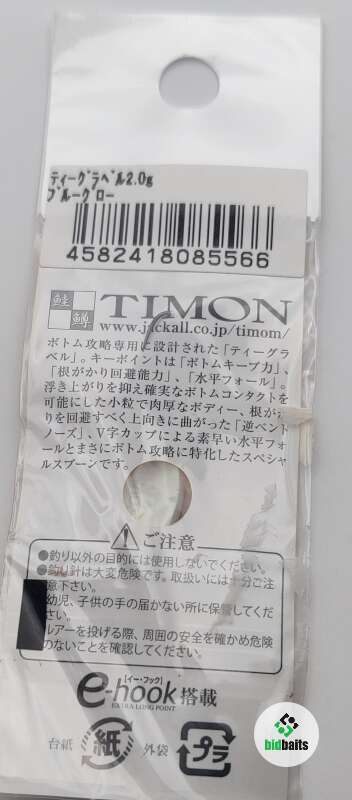 ティーグラベル2.0g
ブルーグロー
4582418085566
鮭 鱒
TIMON
www.jackall.co.jp/timom/
ボトム攻略専用に設計された「ティーグラ
ベル」。キーポイントは「ボトムキープ力」、
「根がかり回避能力」、「水平フォール」。
浮き上がりを抑え確実なボトムコンタクトを
可能にした小粒で肉厚なボディー、根がか
りを回避すべく上向きに曲がった「逆ベント
ノーズ」、V字カップによる素早い水平フォ
ールとまさにボトム攻略に特化したスペシャ
ルスプーンです。
ご注意
●釣り以外の目的には使用しないでください。
●釣り針は大変危険です。取扱いには十分ご注
意下さい。
幼児、子供の手の届かない所に保管してくだ
さい。
ルアーを投げる際、周囲の安全を確かめ危険
のないことを確認してください。
[イー・フック]
e-hook搭載
EXTRA LONG POINT
台紙 紙 外袋 プラ
bidbaits